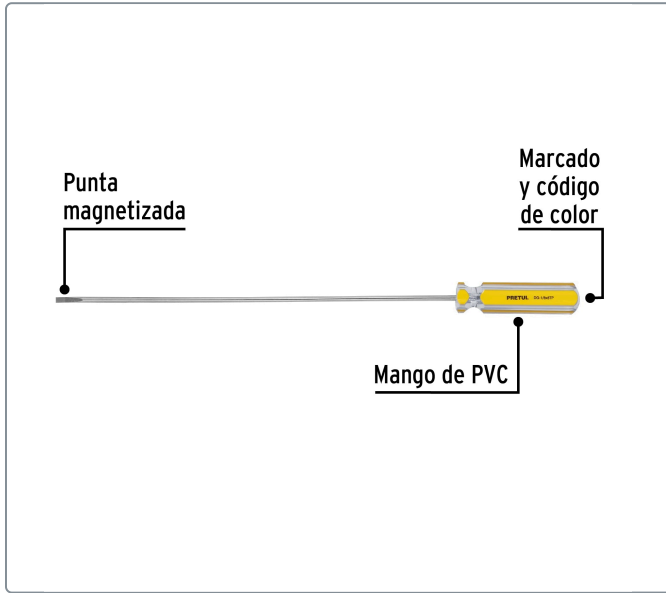 Punta
magnetizada
Marcado
y código
de color
PRETUL
Mango de PVC